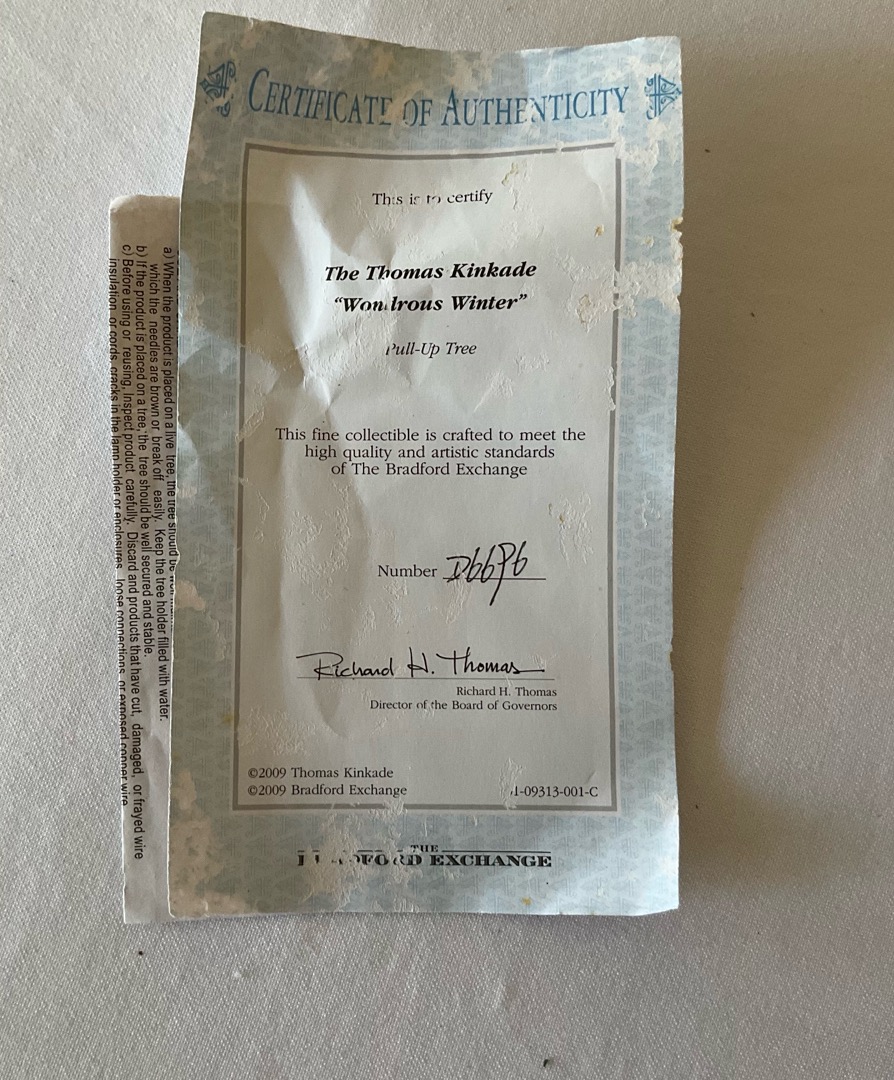 CERTIFICATE OF AUTHENTICITY
This is to certify
The Thomas Kinkade
“Wondrous Winter”
Pull-Up Tree
This fine collectible is crafted to meet the
high quality and artistic standards
of The Bradford Exchange
Number
Richard H. Thomas
Richard H. Thomas
Director of the Board of Governors
©2009 Thomas Kinkade
©2009 Bradford Exchange
1-09313-001-C
THE
BRADFORD EXCHANGE
a) When the product is placed on a live tree, the tree should be
which the needles are brown or break off easily. Keep the tree holder filled with water.
b) If the product is placed on a tree, the tree should be well secured and stable.
c) Before using or reusing, inspect product carefully. Discard and products that have cut, damaged, or frayed wire
insulation or cords, cracks in the lamp holder or enclosures, loose connections, or exposed copper wire